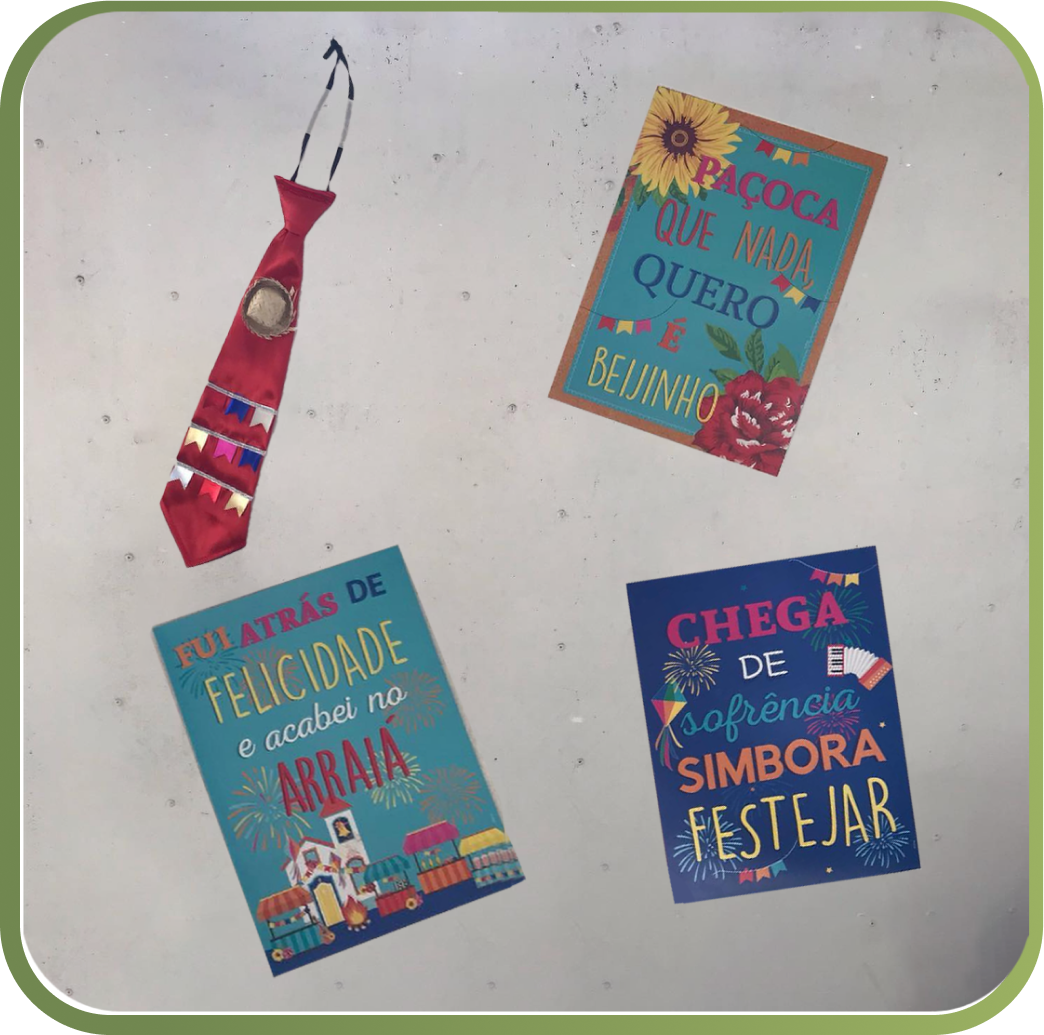 PAÇOCA
QUE NADA,
QUERO
É
BEIJINHO
FUI ATRÁS DE
FELICIDADE
e acabei no
ARRAIÁ
CHEGA
DE
sofrência
SIMBORA
FESTEJAR